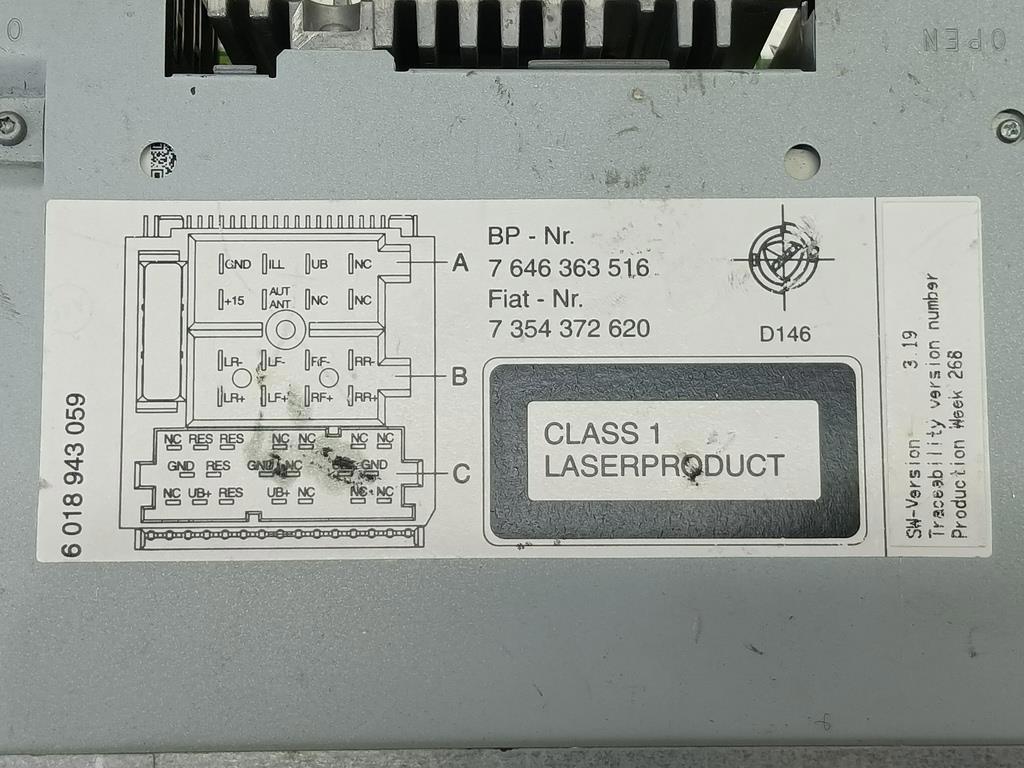 OPEN
O
GND ILL UB NC
A
+15 AUT ANT NC NC
LR- LF- RR-
B
LR+ LF+ RF+ RR+
NC RES RES NC NC NC NC
GND RES GND NC GND
C
NC UB+ RES UB+ NC NC NC
6 018 943 059
BP - Nr.
7 646 363 516
Fiat - Nr.
7 354 372 620
D146
CLASS 1
LASERPRODUCT
SW-Version 3.19
Traceability version number
Production Week 268